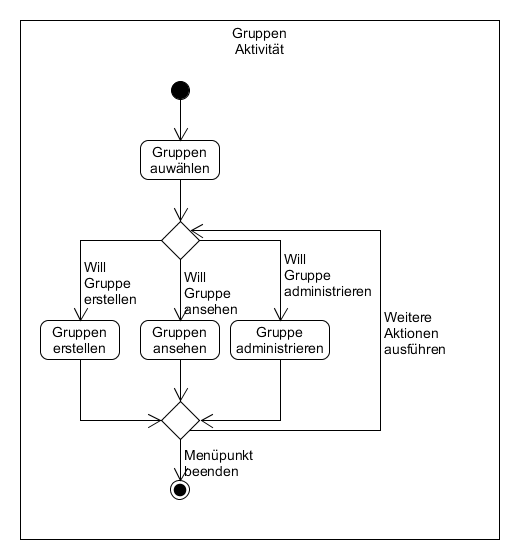 Gruppen
Aktivität
Gruppen
auwählen
Will
Gruppe
erstellen
Will
Gruppe
ansehen
Will
Gruppe
administrieren
Gruppen
erstellen
Gruppen
ansehen
Gruppe
administrieren
Weitere
Aktionen
ausführen
Menüpunkt
beenden